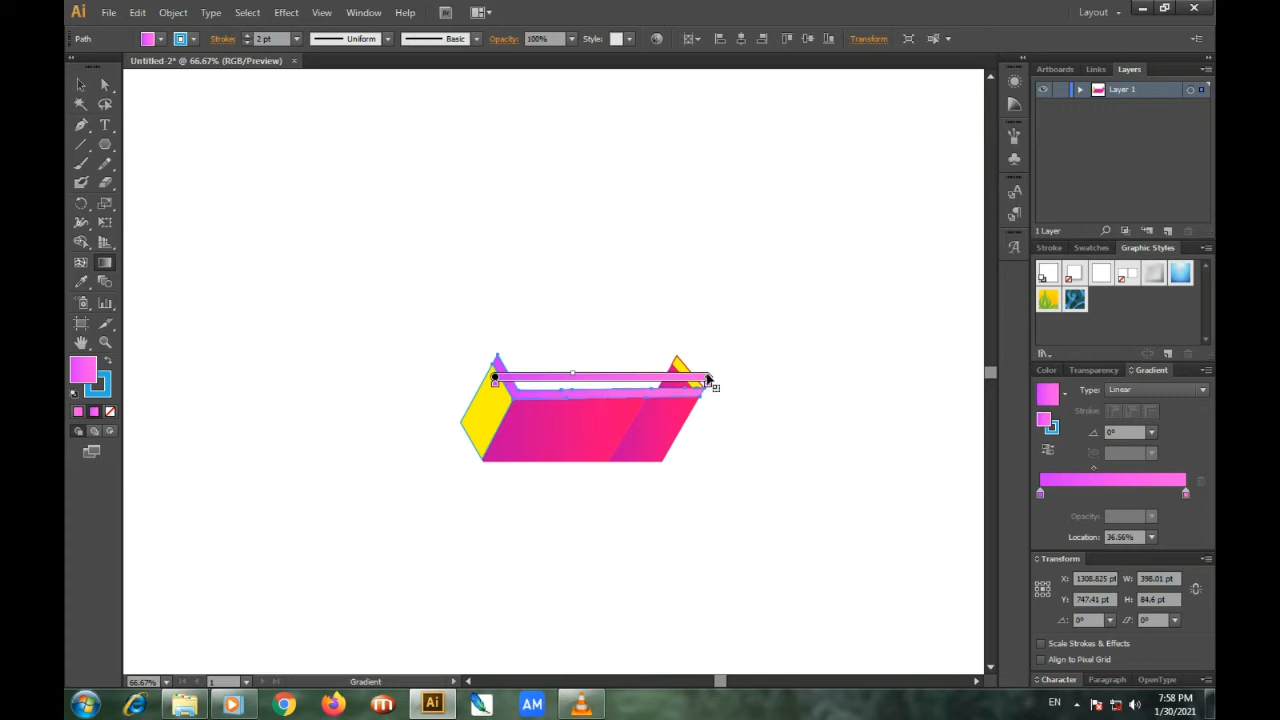 Ai File Edit Object Type Select Effect View Window Help Br Layout
Path Stroke: 2 pt Uniform Basic Opacity: 100% Style: Transform
Untitled-2* @ 66.67% (RGB/Preview) ×
Artboards Links Layers
Layer 1
1 Layer
Stroke Swatches Graphic Styles
Color Transparency Gradient
Type: Linear
Stroke:
0°
Opacity:
Location: 36.56%
Transform
X: 1308.825 pt W: 398.01 pt
Y: 747.41 pt H: 84.6 pt
0° 0°
Scale Strokes & Effects
Align to Pixel Grid
Character Paragraph OpenType
66.67% 1 Gradient
Ai AM EN 7:58 PM
1/30/2021